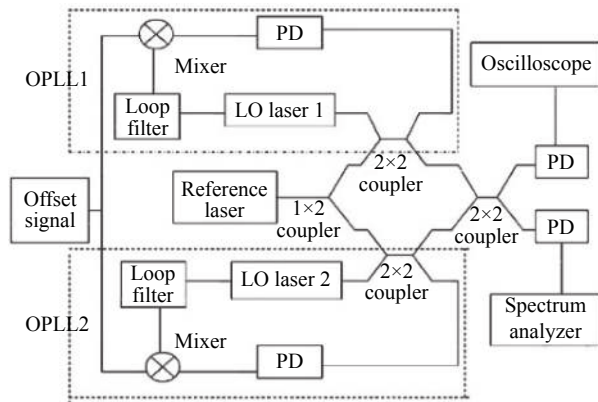 OPLL1
Mixer
PD
Loop
filter
LO laser 1
Oscilloscope
2×2
coupler
PD
Offset
signal
Reference
laser
1×2
coupler
2×2
coupler
PD
OPLL2
Loop
filter
LO laser 2
2×2
coupler
Mixer
PD
Spectrum
analyzer